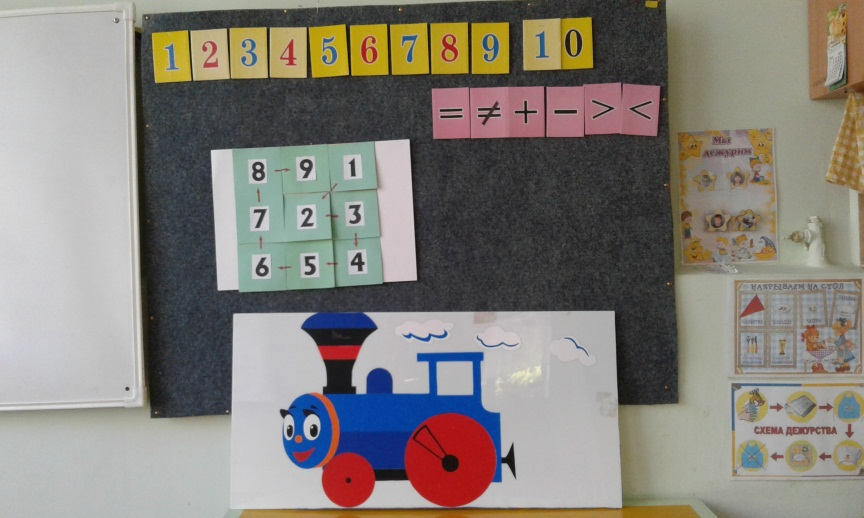 1 2 3 4 5 6 7 8 9 10
= ≠ + − > <
8 9 1
7 2 3
6 5 4
Мы
дежурим
НАКРЫВАЕМ НА СТОЛ
СХЕМА ДЕЖУРСТВА